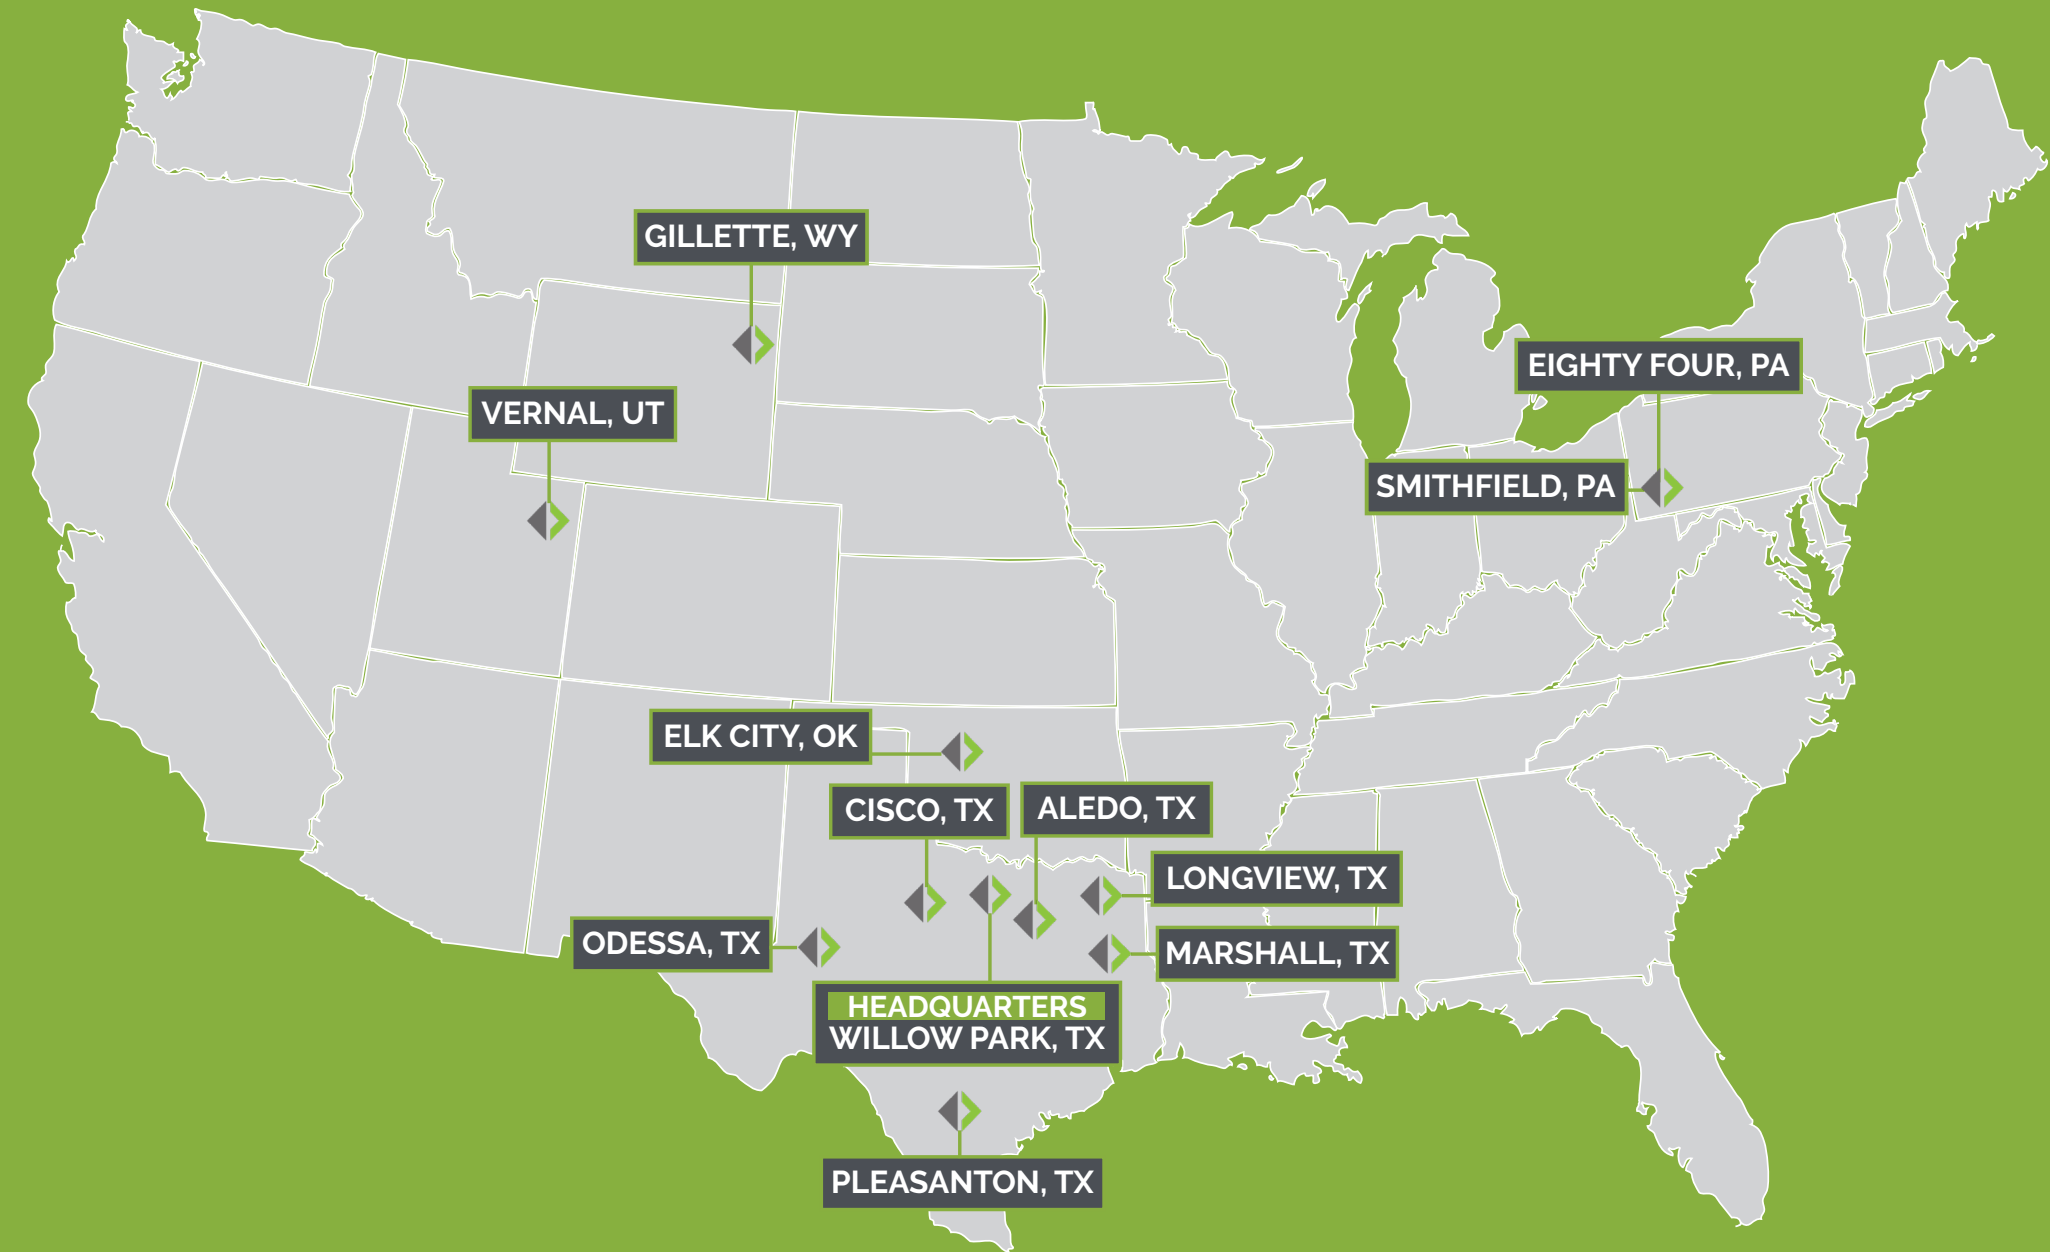 GILLETTE, WY
EIGHTY FOUR, PA
VERNAL, UT
SMITHFIELD, PA
ELK CITY, OK
CISCO, TX
ALEDO, TX
LONGVIEW, TX
ODESSA, TX
MARSHALL, TX
HEADQUARTERS
WILLOW PARK, TX
PLEASANTON, TX